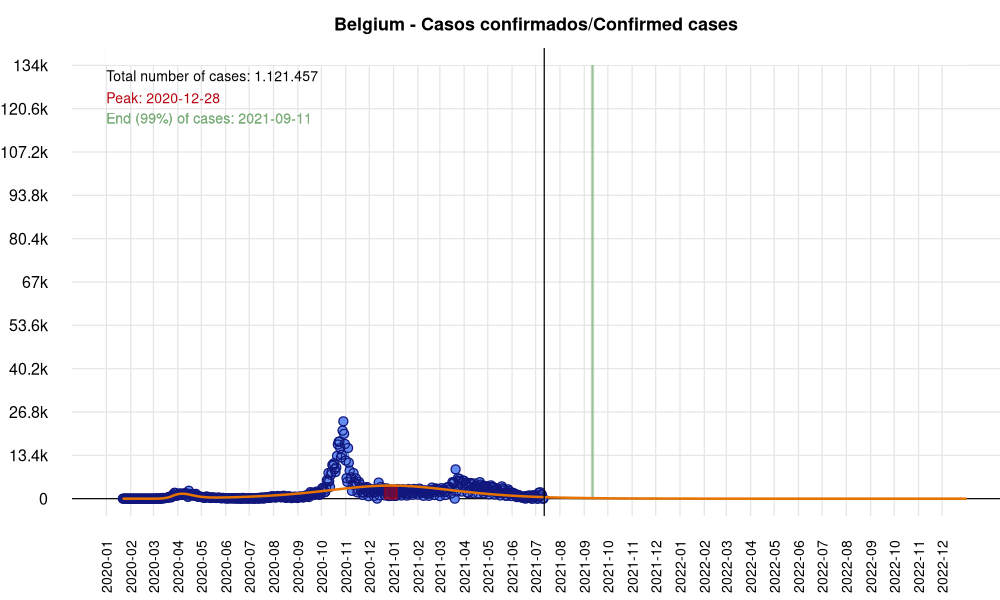 Belgium - Casos confirmados/Confirmed cases
134k
120.6k
107.2k
93.8k
80.4k
67k
53.6k
40.2k
26.8k
13.4k
0
Total number of cases: 1.121.457
Peak: 2020-12-28
End (99%) of cases: 2021-09-11
2020-01
2020-02
2020-03
2020-04
2020-05
2020-06
2020-07
2020-08
2020-09
2020-10
2020-11
2020-12
2021-01
2021-02
2021-03
2021-04
2021-05
2021-06
2021-07
2021-08
2021-09
2021-10
2021-11
2021-12
2022-01
2022-02
2022-03
2022-04
2022-05
2022-06
2022-07
2022-08
2022-09
2022-10
2022-11
2022-12